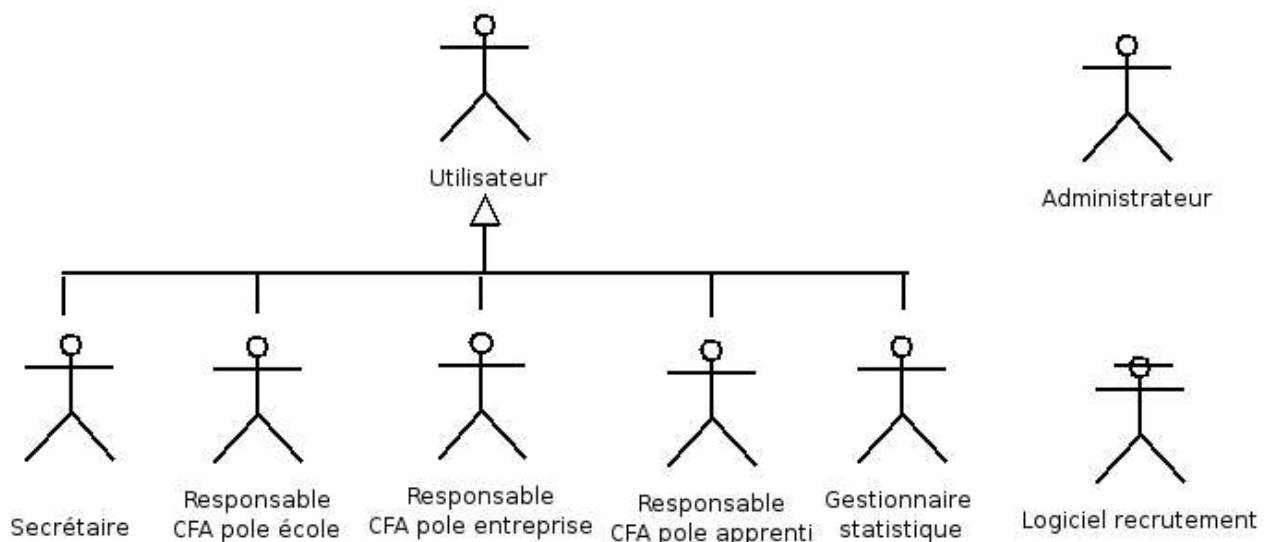 Utilisateur
Administrateur
Secrétaire
Responsable
CFA pole école
Responsable
CFA pole entreprise
Responsable
CFA pole apprenti
Gestionnaire
statistique
Logiciel recrutement